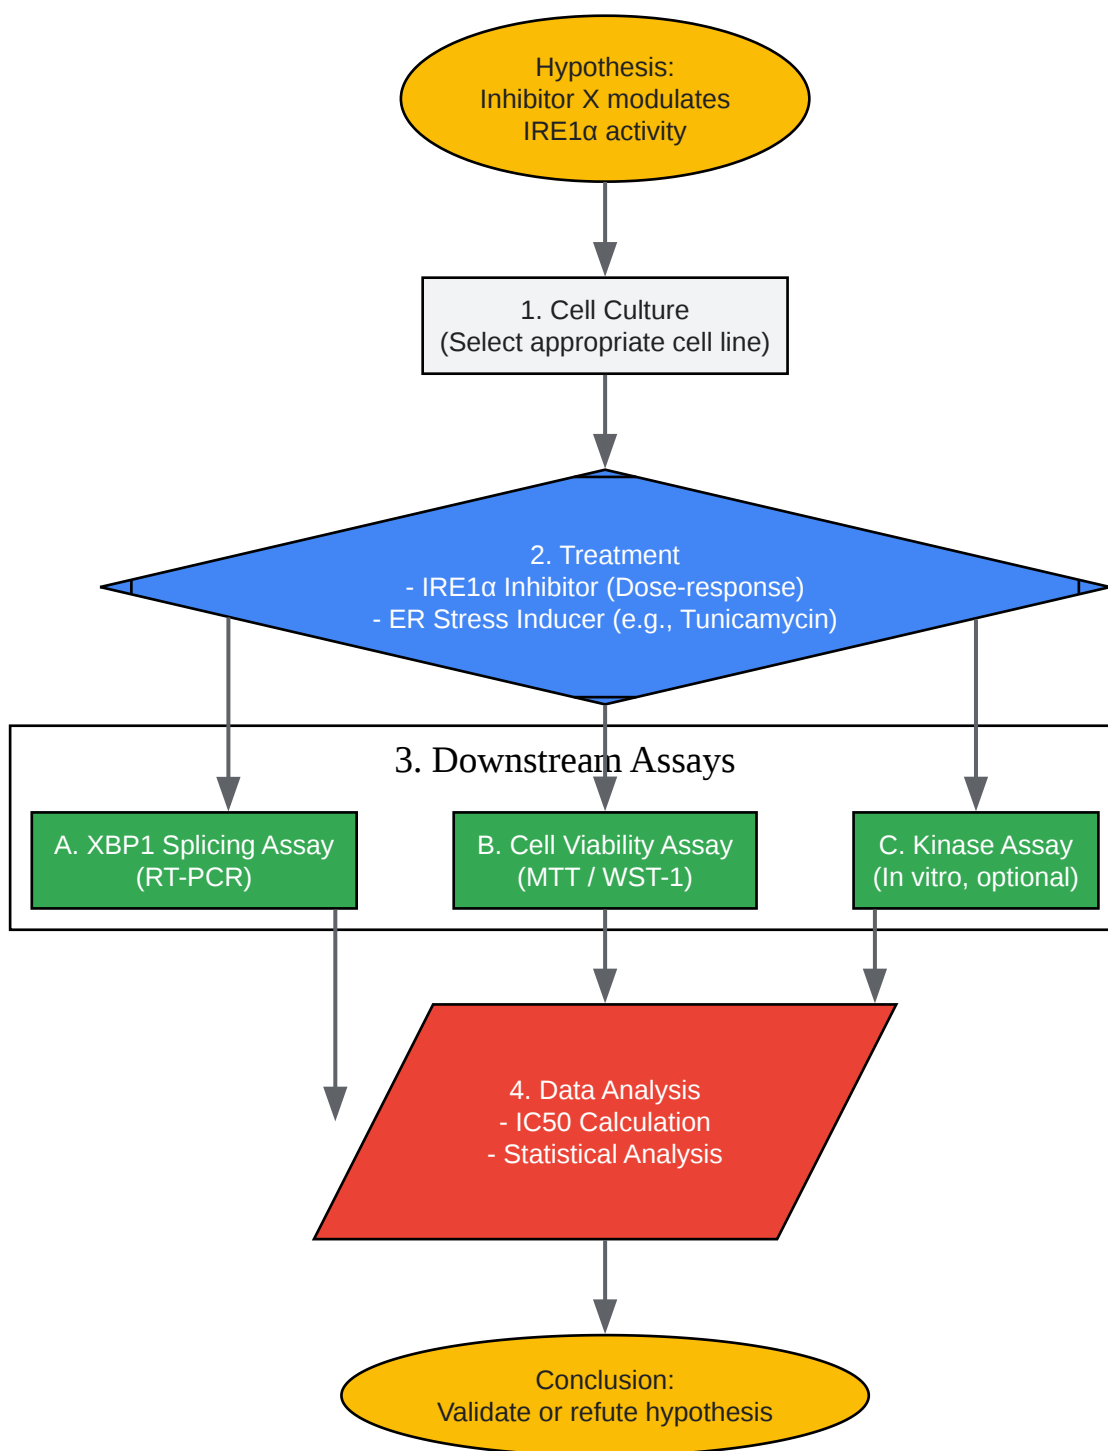 Hypothesis:
Inhibitor X modulates
IRE1α activity
1. Cell Culture
(Select appropriate cell line)
2. Treatment
- IRE1α Inhibitor (Dose-response)
- ER Stress Inducer (e.g., Tunicamycin)
3. Downstream Assays
A. XBP1 Splicing Assay
(RT-PCR)
B. Cell Viability Assay
(MTT / WST-1)
C. Kinase Assay
(In vitro, optional)
4. Data Analysis
- IC50 Calculation
- Statistical Analysis
Conclusion:
Validate or refute hypothesis